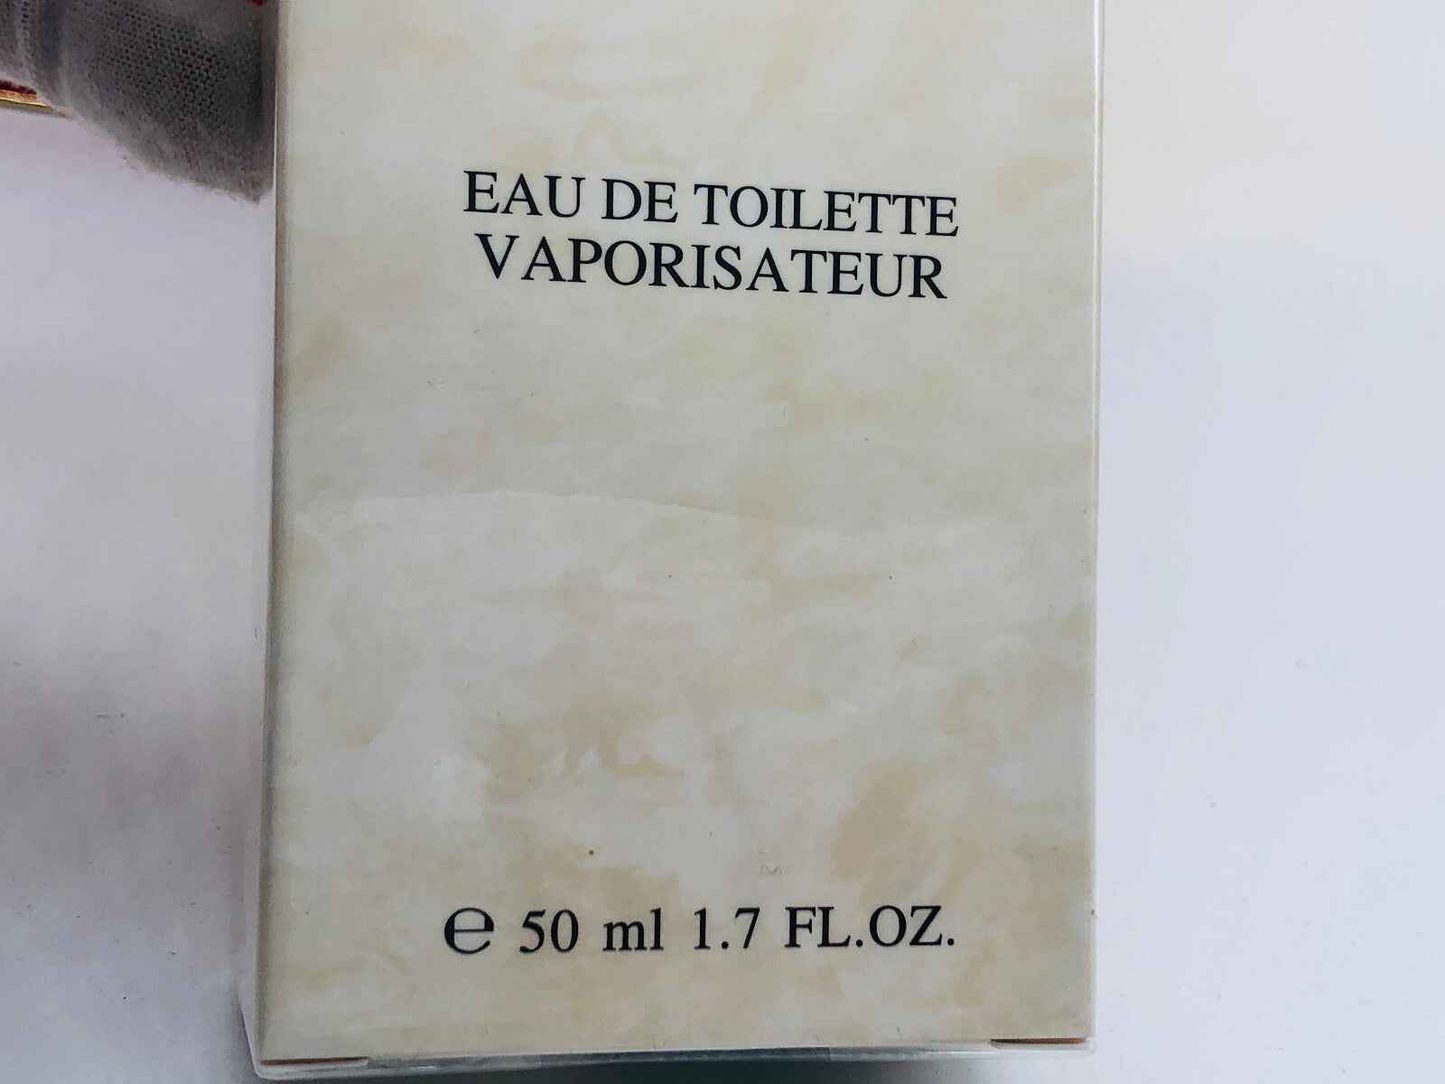 EAU DE TOILETTE
VAPORISATEUR
℮ 50 ml 1.7 FL.OZ.